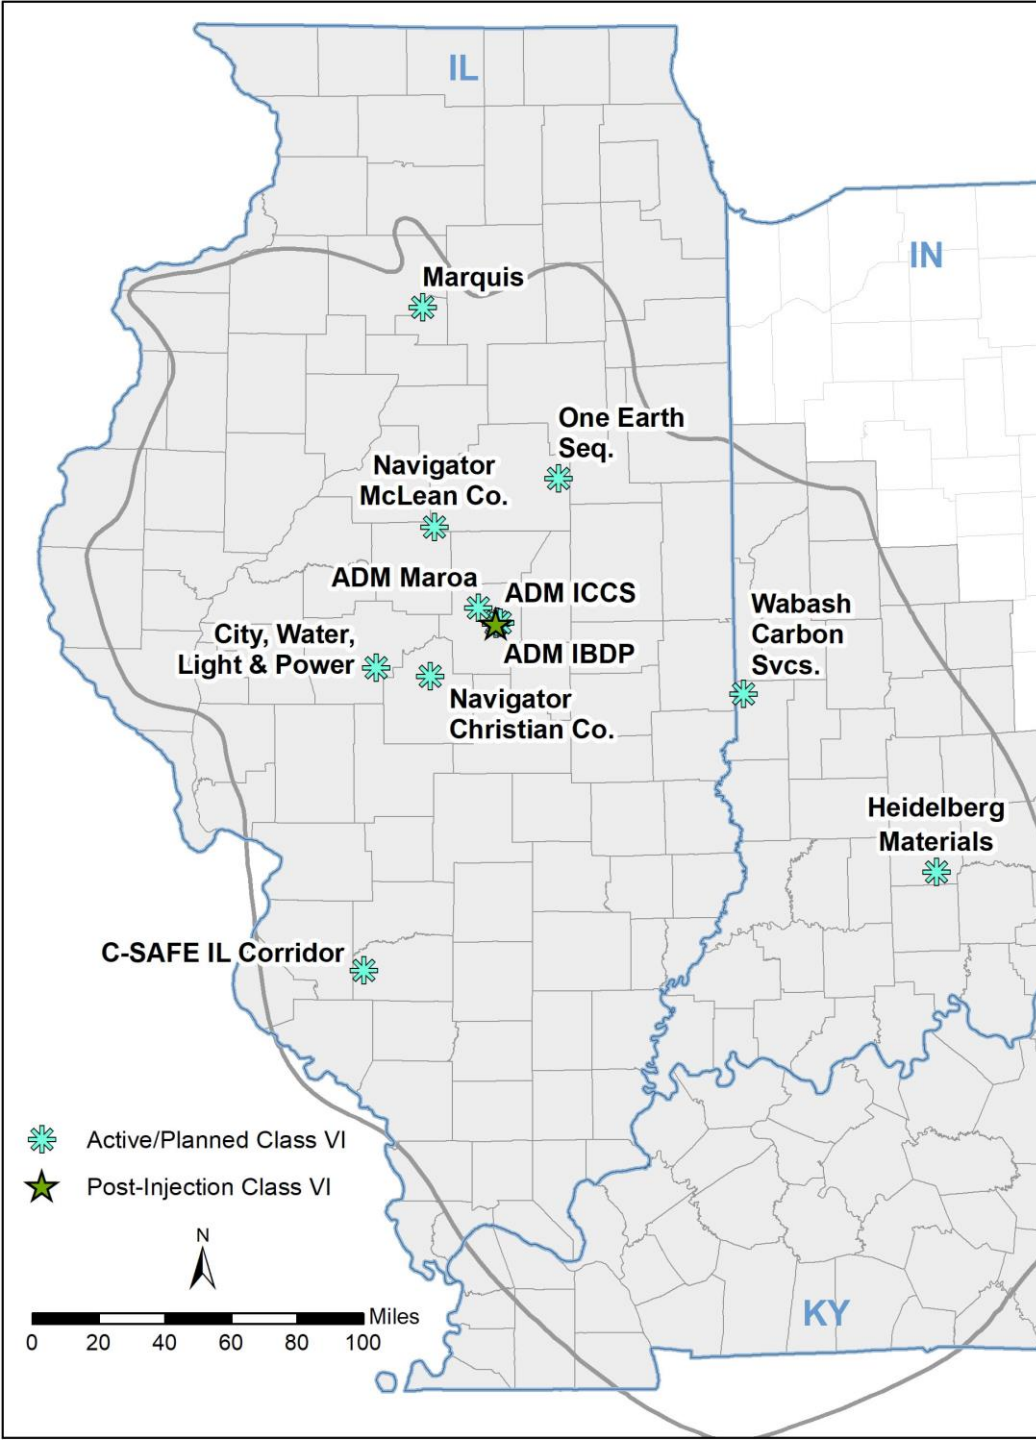 IL
IN
Marquis
One Earth
Seq.
Navigator
McLean Co.
ADM Maroa
ADM ICCS
Wabash
Carbon
Svcs.
City, Water,
Light & Power
ADM IBDP
Navigator
Christian Co.
Heidelberg
Materials
C-SAFE IL Corridor
Active/Planned Class VI
Post-Injection Class VI
N
Miles
0 20 40 60 80 100
KY